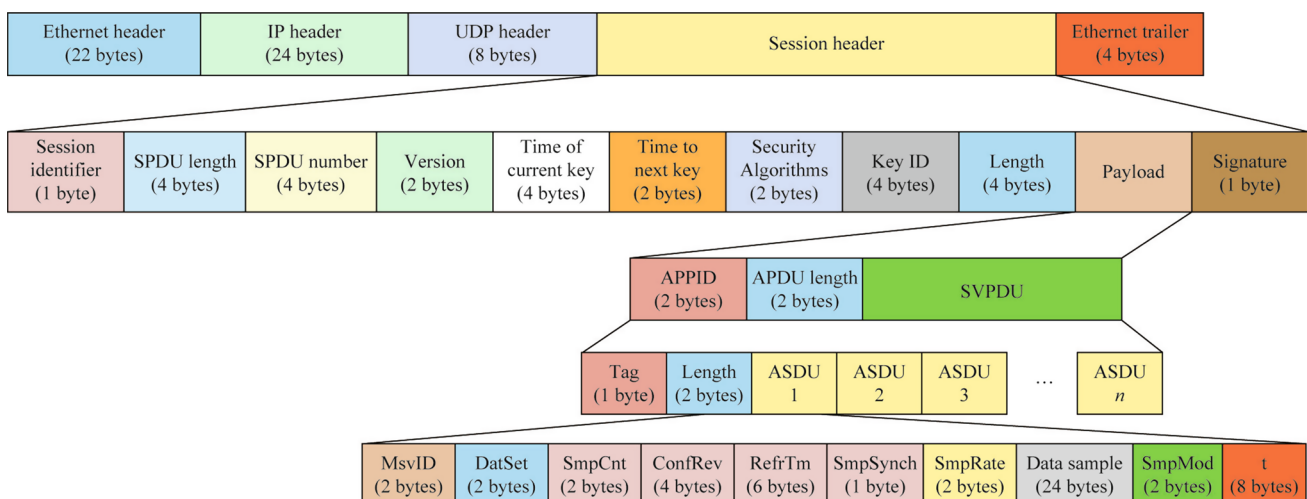 Ethernet header
(22 bytes)
IP header
(24 bytes)
UDP header
(8 bytes)
Session header
Ethernet trailer
(4 bytes)
Session
identifier
(1 byte)
SPDU length
(4 bytes)
SPDU number
(4 bytes)
Version
(2 bytes)
Time of
current key
(4 bytes)
Time to
next key
(2 bytes)
Security
Algorithms
(2 bytes)
Key ID
(4 bytes)
Length
(4 bytes)
Payload
Signature
(1 byte)
APPID
(2 bytes)
APDU length
(2 bytes)
SVPDU
Tag
(1 byte)
Length
(2 bytes)
ASDU
1
ASDU
2
ASDU
3
...
ASDU
n
MsvID
(2 bytes)
DatSet
(2 bytes)
SmpCnt
(2 bytes)
ConfRev
(4 bytes)
RefrTm
(6 bytes)
SmpSynch
(1 byte)
SmpRate
(2 bytes)
Data sample
(24 bytes)
SmpMod
(2 bytes)
t
(8 bytes)